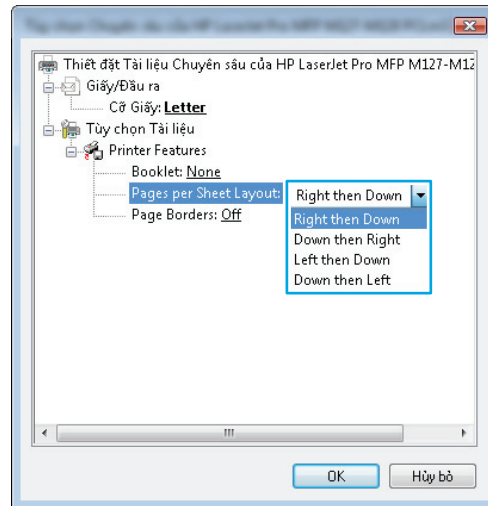 Thiết đặt Tài liệu Chuyên sâu của HP LaserJet Pro MFP M127-M12
Giấy/Đầu ra
Cỡ Giấy: Letter
Tùy chọn Tài liệu
Printer Features
Booklet: None
Pages per Sheet Layout: Right then Down
Right then Down
Down then Right
Left then Down
Down then Left
Page Borders: Off
OK Hủy bỏ